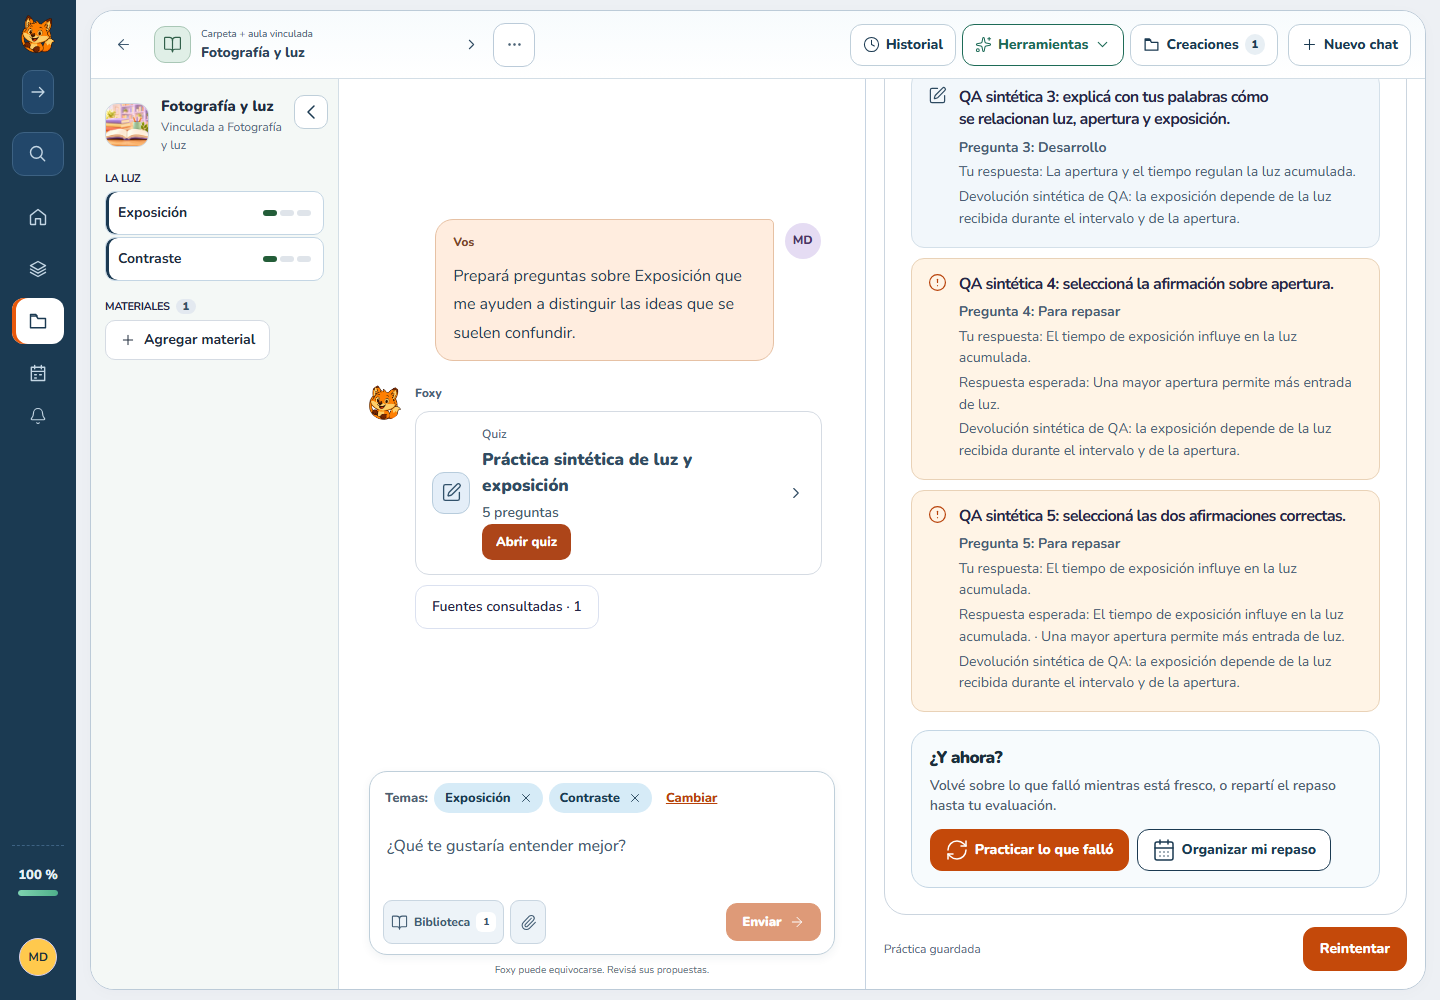 Carpeta + aula vinculada
Fotografía y luz
Historial
Herramientas
Creaciones 1
Nuevo chat
Fotografía y luz
Vinculada a Fotografía
y luz
LA LUZ
Exposición
Contraste
MATERIALES 1
Agregar material
100 %
MD
Vos
Prepará preguntas sobre Exposición que
me ayuden a distinguir las ideas que se
suelen confundir.
MD
Foxy
Quiz
Práctica sintética de luz y
exposición
5 preguntas
Abrir quiz
Fuentes consultadas · 1
Temas: Exposición Contraste Cambiar
¿Qué te gustaría entender mejor?
Biblioteca 1
Enviar
Foxy puede equivocarse. Revisá sus propuestas.
QA sintética 3: explicá con tus palabras cómo
se relacionan luz, apertura y exposición.
Pregunta 3: Desarrollo
Tu respuesta: La apertura y el tiempo regulan la luz acumulada.
Devolución sintética de QA: la exposición depende de la luz
recibida durante el intervalo y de la apertura.
QA sintética 4: seleccioná la afirmación sobre apertura.
Pregunta 4: Para repasar
Tu respuesta: El tiempo de exposición influye en la luz
acumulada.
Respuesta esperada: Una mayor apertura permite más entrada
de luz.
Devolución sintética de QA: la exposición depende de la luz
recibida durante el intervalo y de la apertura.
QA sintética 5: seleccioná las dos afirmaciones correctas.
Pregunta 5: Para repasar
Tu respuesta: El tiempo de exposición influye en la luz
acumulada.
Respuesta esperada: El tiempo de exposición influye en la luz
acumulada. · Una mayor apertura permite más entrada de luz.
Devolución sintética de QA: la exposición depende de la luz
recibida durante el intervalo y de la apertura.
¿Y ahora?
Volvé sobre lo que falló mientras está fresco, o repartí el repaso
hasta tu evaluación.
Practicar lo que falló
Organizar mi repaso
Práctica guardada
Reintentar